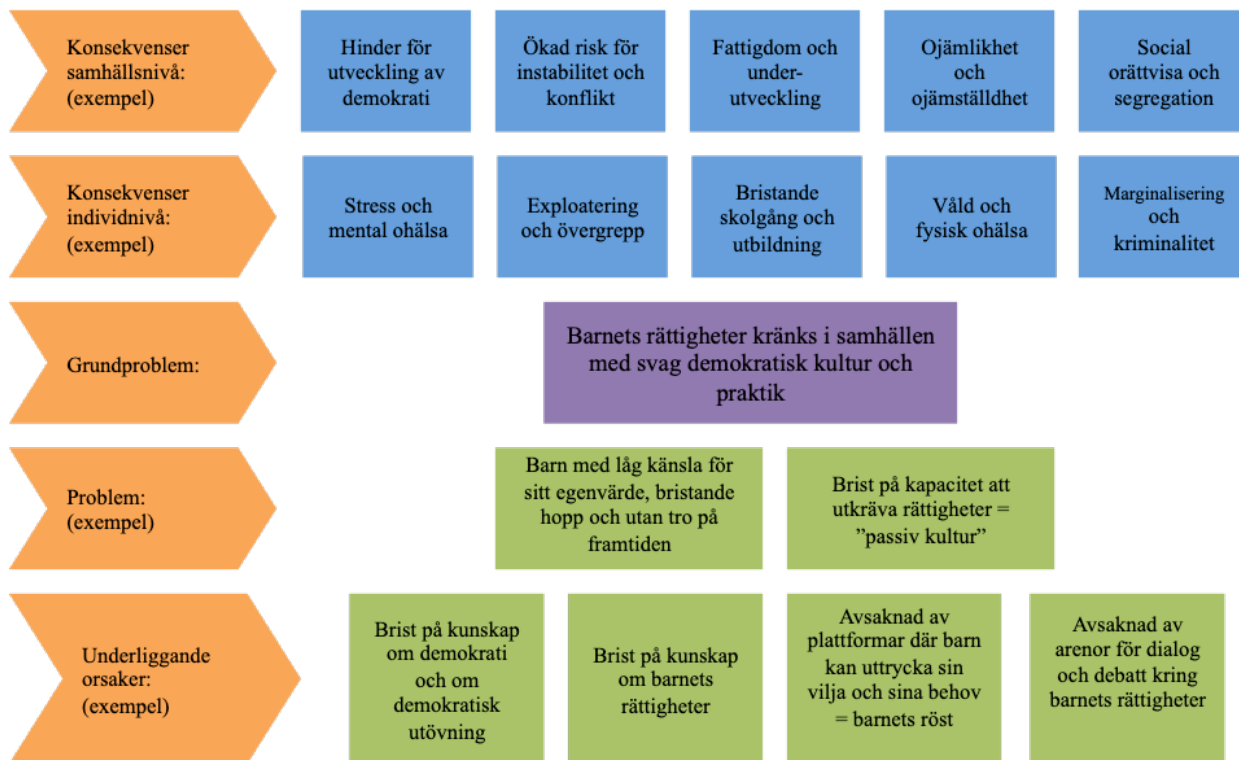 Konsekvenser
samhällsnivå:
(exempel)
Hinder för
utveckling av
demokrati
Ökad risk för
instabilitet och
konflikt
Fattigdom och
under-
utveckling
Ojämlikhet
och
ojämställdhet
Social
orättvisa och
segregation
Konsekvenser
individnivå:
(exempel)
Stress och
mental ohälsa
Exploatering
och övergrepp
Bristande
skolgång och
utbildning
Våld och
fysisk ohälsa
Marginalisering
och
kriminalitet
Grundproblem:
Barnets rättigheter kränks i samhällen
med svag demokratisk kultur och
praktik
Problem:
(exempel)
Barn med låg känsla för
sitt egenvärde, bristande
hopp och utan tro på
framtiden
Brist på kapacitet att
utkräva rättigheter =
”passiv kultur”
Underliggande
orsaker:
(exempel)
Brist på kunskap
om demokrati
och om
demokratisk
utövning
Brist på kunskap
om barnets
rättigheter
Avsaknad av
plattformar där barn
kan uttrycka sin
vilja och sina behov
= barnets röst
Avsaknad av
arenor för dialog
och debatt kring
barnets rättigheter